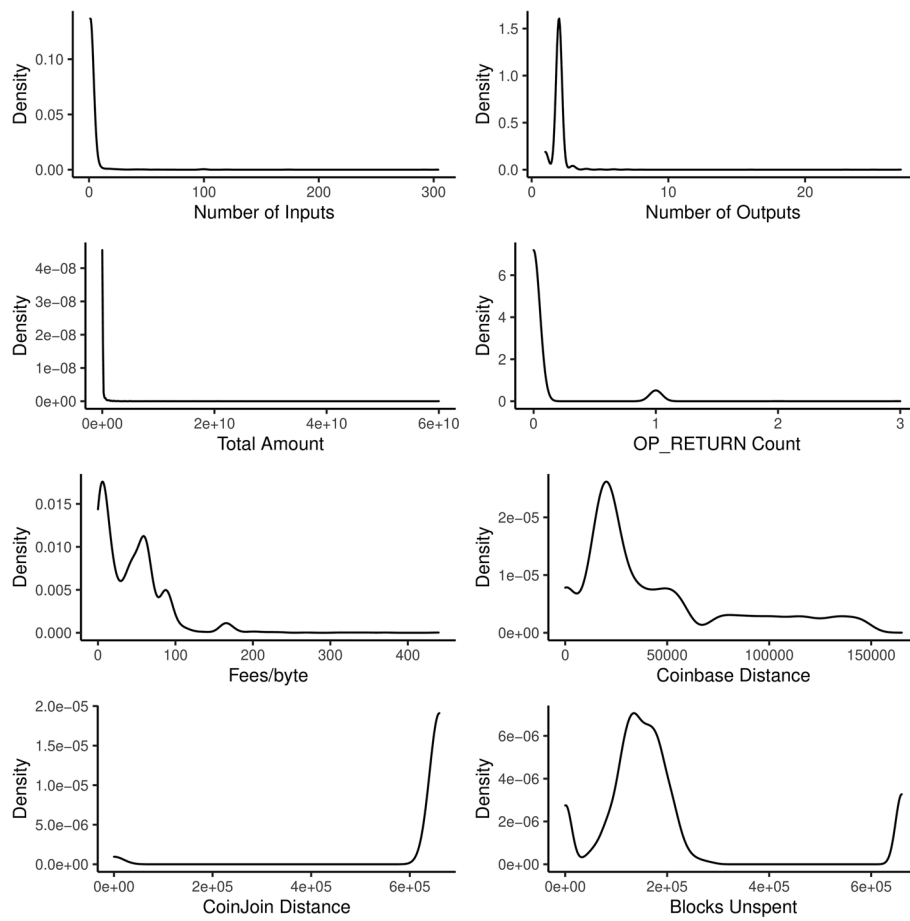 Density
0.10
0.05
0.00
0
100
200
300
Number of Inputs
Density
1.5
1.0
0.5
0.0
0
10
20
Number of Outputs
Density
4e−08
3e−08
2e−08
1e−08
0e+00
0e+00
2e+10
4e+10
6e+10
Total Amount
Density
6
4
2
0
0
1
2
3
OP_RETURN Count
Density
0.015
0.010
0.005
0.000
0
100
200
300
400
Fees/byte
Density
2e−05
1e−05
0e+00
0
50000
100000
150000
Coinbase Distance
Density
2.0e−05
1.5e−05
1.0e−05
5.0e−06
0.0e+00
0e+00
2e+05
4e+05
6e+05
CoinJoin Distance
Density
6e−06
4e−06
2e−06
0e+00
0e+00
2e+05
4e+05
6e+05
Blocks Unspent